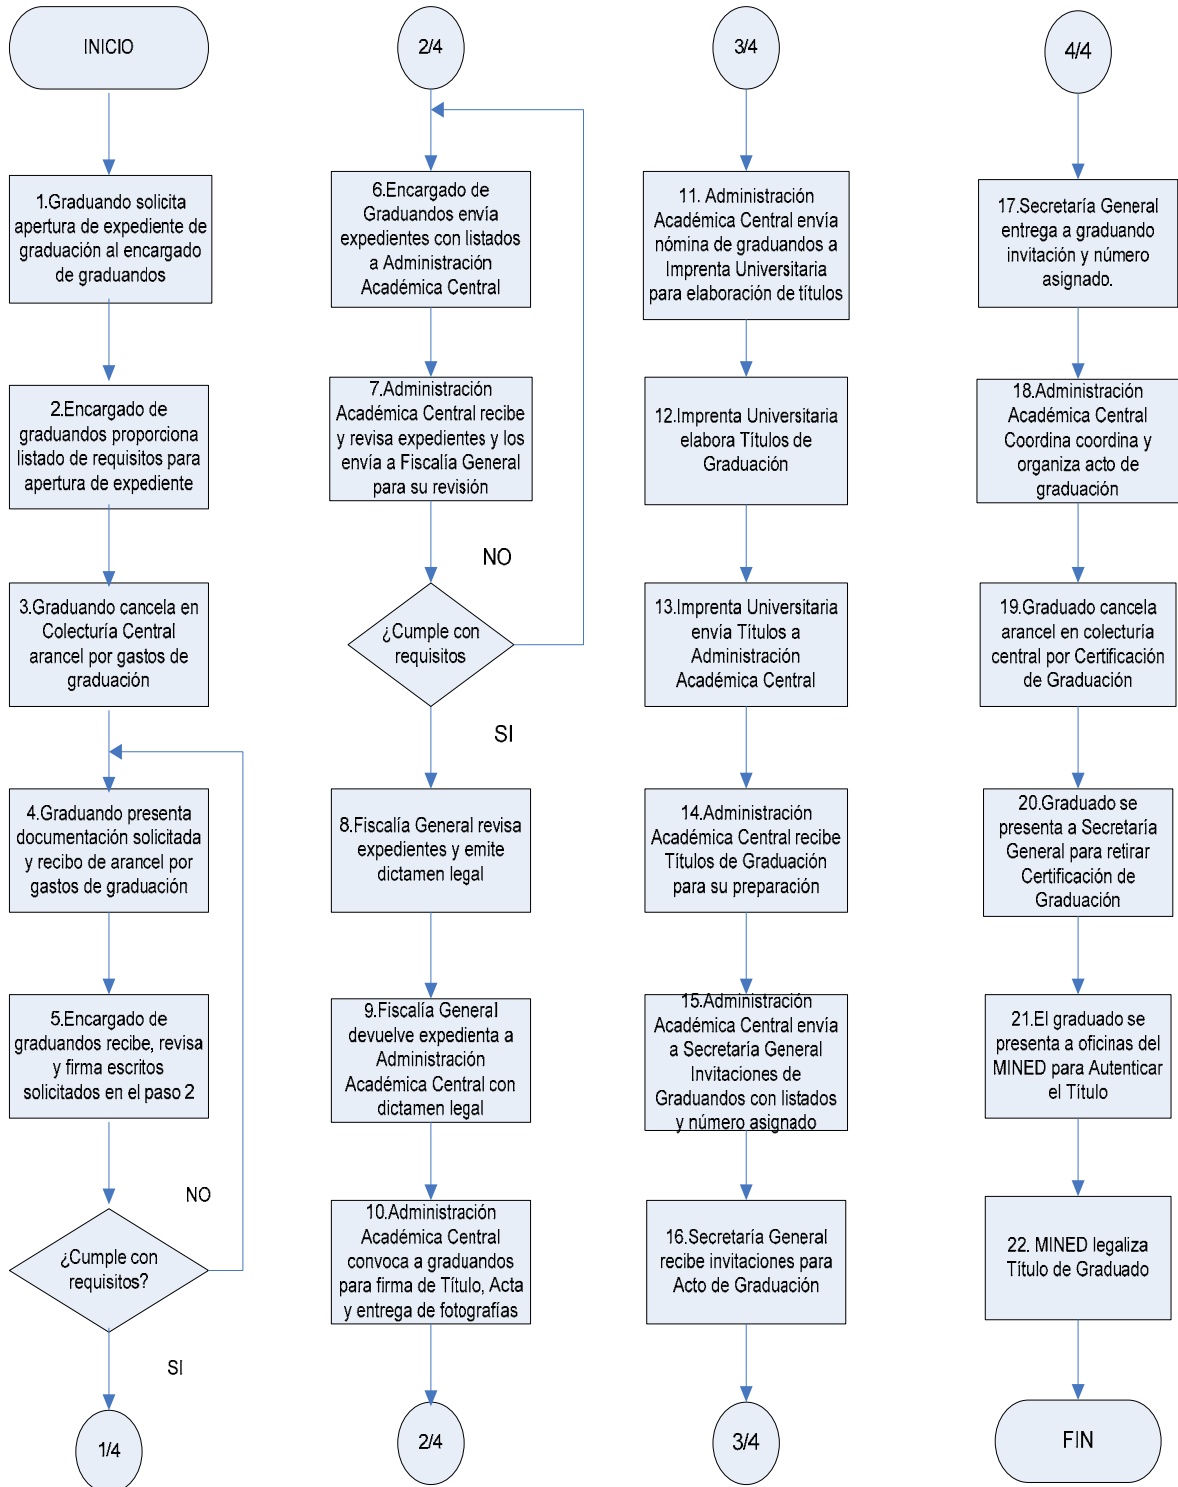 INICIO
1.Graduando solicita
apertura de expediente de
graduación al encargado
de graduandos
2.Encargado de
graduandos proporciona
listado de requisitos para
apertura de expediente
3.Graduando cancela en
Colecturía Central
arancel por gastos de
graduación
4.Graduando presenta
documentación solicitada
y recibo de arancel por
gastos de graduación
5.Encargado de
graduandos recibe, revisa
y firma escritos
solicitados en el paso 2
NO
¿Cumple con
requisitos?
SI
1/4
2/4
6.Encargado de
Graduandos envía
expedientes con listados
a Administración
Académica Central
7.Administración
Académica Central recibe
y revisa expedientes y los
envía a Fiscalía General
para su revisión
NO
¿Cumple con
requisitos
SI
8.Fiscalía General revisa
expedientes y emite
dictamen legal
9.Fiscalía General
devuelve expedienta a
Administración
Académica Central con
dictamen legal
10.Administración
Académica Central
convoca a graduandos
para firma de Título, Acta
y entrega de fotografías
2/4
3/4
11. Administración
Académica Central envía
nómina de graduandos a
Imprenta Universitaria
para elaboración de títulos
12.Imprenta Universitaria
elabora Títulos de
Graduación
13.Imprenta Universitaria
envía Títulos a
Administración
Académica Central
14.Administración
Académica Central recibe
Títulos de Graduación
para su preparación
15.Administración
Académica Central envía
a Secretaría General
Invitaciones de
Graduandos con listados
y número asignado
16.Secretaría General
recibe invitaciones para
Acto de Graduación
3/4
4/4
17.Secretaría General
entrega a graduando
invitación y número
asignado.
18.Administración
Académica Central
Coordina coordina y
organiza acto de
graduación
19.Graduado cancela
arancel en colecturía
central por Certificación
de Graduación
20.Graduado se
presenta a Secretaría
General para retirar
Certificación de
Graduación
21.El graduado se
presenta a oficinas del
MINED para Autenticar
el Título
22. MINED legaliza
Título de Graduado
FIN